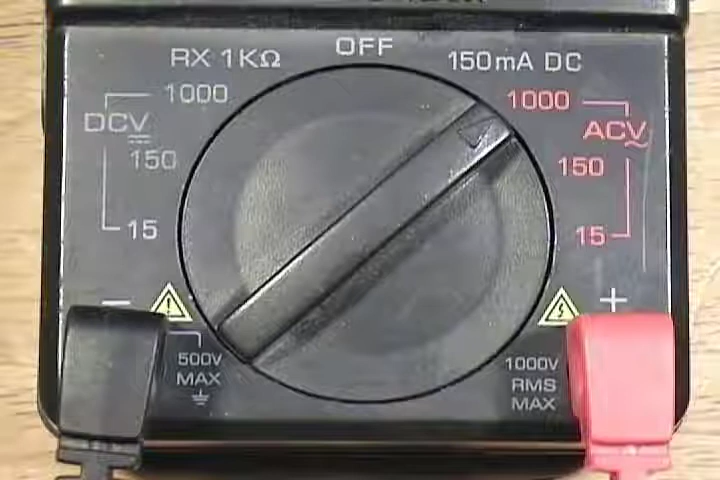 OFF
RX 1KΩ
150mA DC
1000
1000
DCV
ACV
150
150
15
15
−
+
500V
MAX
1000V
RMS
MAX